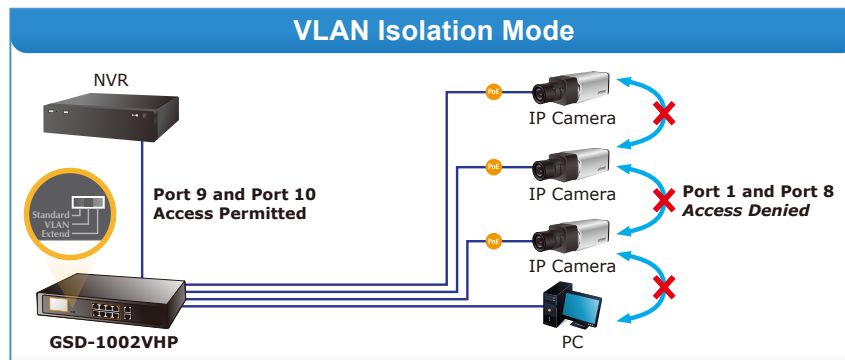 VLAN Isolation Mode
NVR
PoE
IP Camera
Port 9 and Port 10
Access Permitted
Standard
VLAN
Extend
PoE
IP Camera
Port 1 and Port 8
Access Denied
PoE
IP Camera
GSD-1002VHP
PC